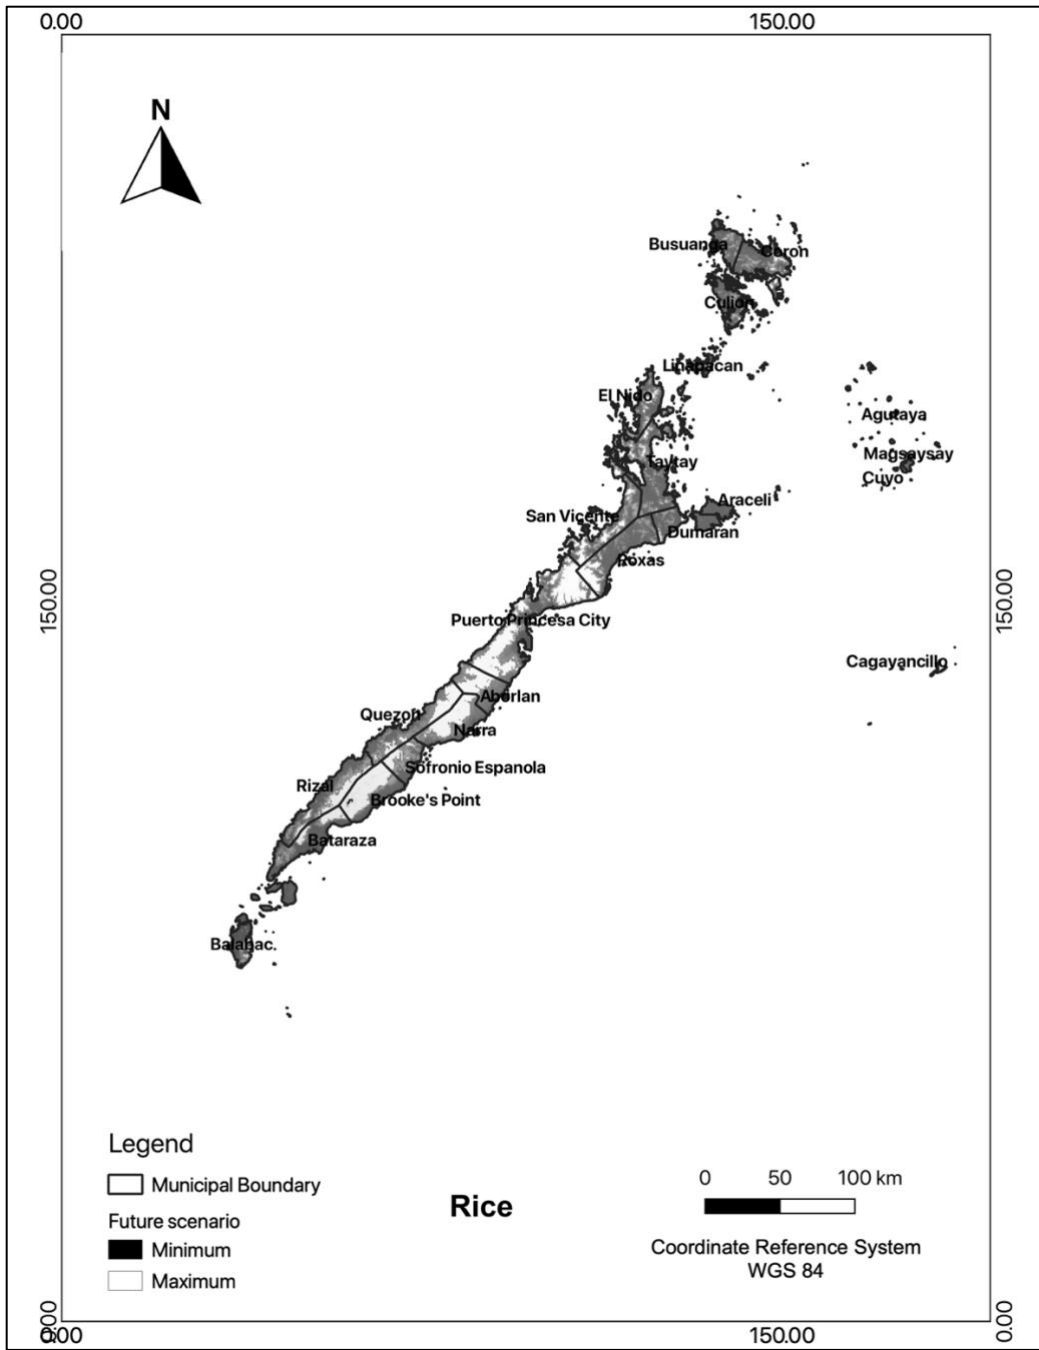 0.00 150.00
N
Busuanga
Coron
Culion
Linapacan
El Nido
Agutaya
Taytay
Magsaysay
Cuyo
Araceli
San Vicente
Dumaran
Roxas
150.00
150.00
Puerto Princesa City
Cagayancillo
Aborlan
Quezon
Narra
Sofronio Espanola
Rizal
Brooke's Point
Bataraza
Balabac.
Legend
Municipal Boundary
Future scenario
Minimum
Maximum
Rice
0 50 100 km
Coordinate Reference System
WGS 84
0.00
0.00
0.00 150.00